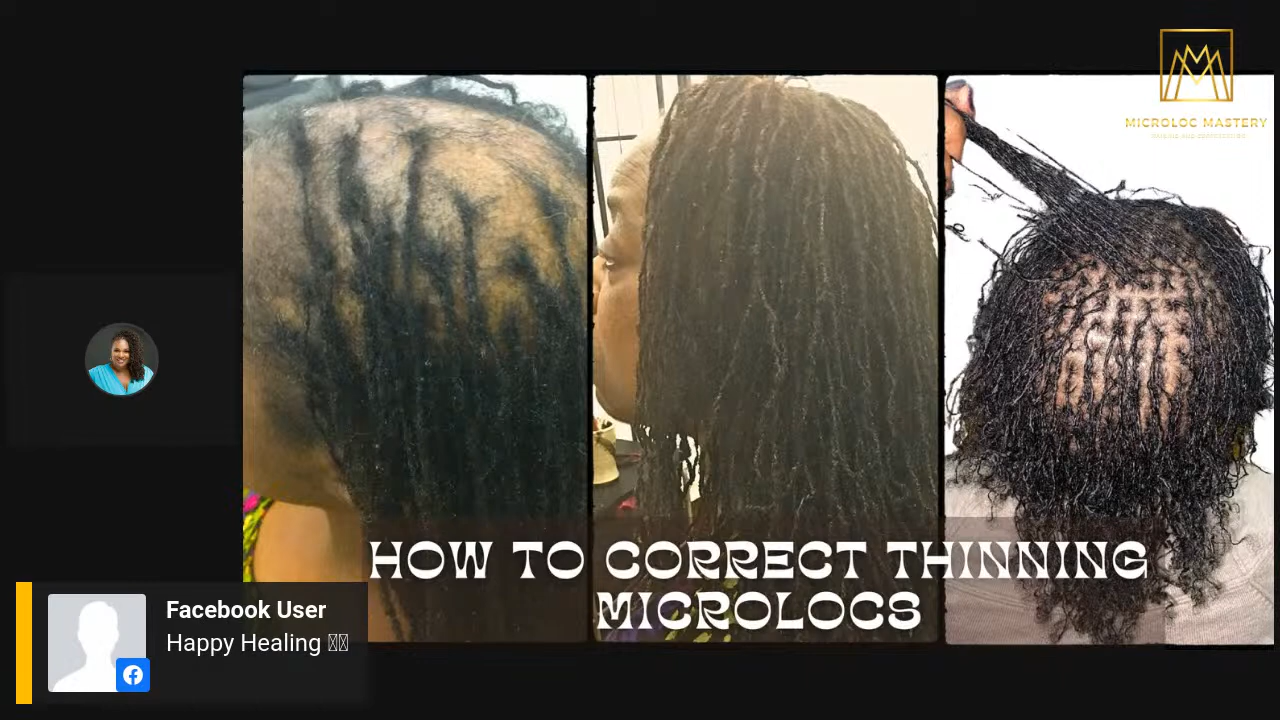 MICROLOC MASTERY
HOW TO CORRECT THINNING
MICROLOCS
Facebook User
Happy Healing